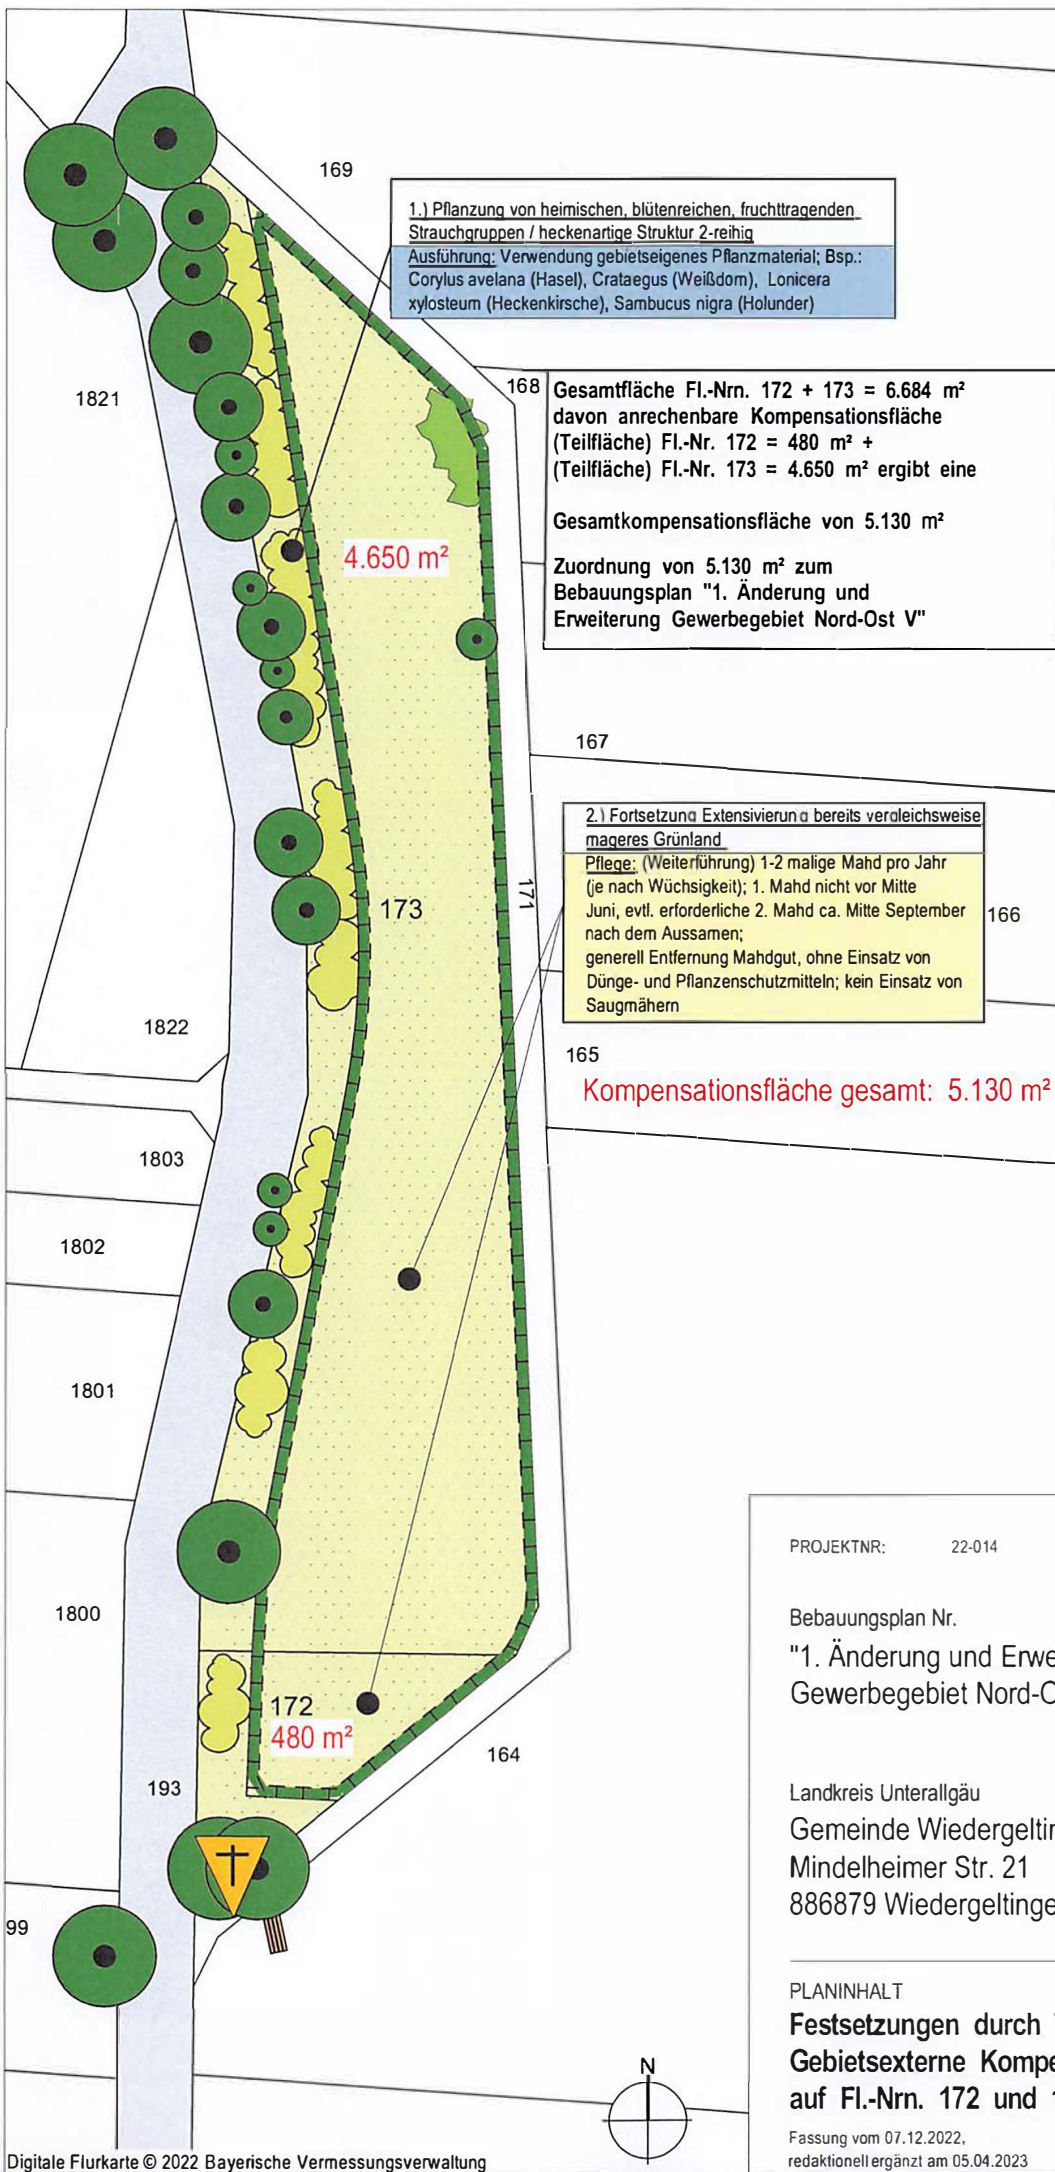 169
1.) Pflanzung von heimischen, blütenreichen, fruchttragenden
Strauchgruppen / heckenartige Struktur 2-reihig
Ausführung: Verwendung gebietseigenes Pflanzmaterial; Bsp.:
Corylus avelana (Hasel), Crataegus (Weißdorn), Lonicera
xylosteum (Heckenkirsche), Sambucus nigra (Holunder)
1821
168
Gesamtfläche Fl.-Nrn. 172 + 173 = 6.684 m²
davon anrechenbare Kompensationsfläche
(Teilfläche) Fl.-Nr. 172 = 480 m² +
(Teilfläche) Fl.-Nr. 173 = 4.650 m² ergibt eine
Gesamtkompensationsfläche von 5.130 m²
Zuordnung von 5.130 m² zum
Bebauungsplan "1. Änderung und
Erweiterung Gewerbegebiet Nord-Ost V"
4.650 m²
167
2.) Fortsetzung Extensivierung bereits vergleichsweise
mageres Grünland
Pflege: (Weiterführung) 1-2 malige Mahd pro Jahr
(je nach Wüchsigkeit); 1. Mahd nicht vor Mitte
Juni, evtl. erforderliche 2. Mahd ca. Mitte September
nach dem Aussamen;
generell Entfernung Mahdgut, ohne Einsatz von
Dünge- und Pflanzenschutzmitteln; kein Einsatz von
Saugmähern
171
173
166
1822
165
Kompensationsfläche gesamt: 5.130 m²
1803
1802
1801
1800
172
480 m²
164
193
99
N
PROJEKTNR: 22-014
Bebauungsplan Nr.
"1. Änderung und Erwe
Gewerbegebiet Nord-O
Landkreis Unterallgäu
Gemeinde Wiedergeltin
Mindelheimer Str. 21
886879 Wiedergeltinge
PLANINHALT
Festsetzungen durch
Gebietsexterne Kompe
auf Fl.-Nrn. 172 und 1
Fassung vom 07.12.2022,
redaktionell ergänzt am 05.04.2023
Digitale Flurkarte © 2022 Bayerische Vermessungsverwaltung